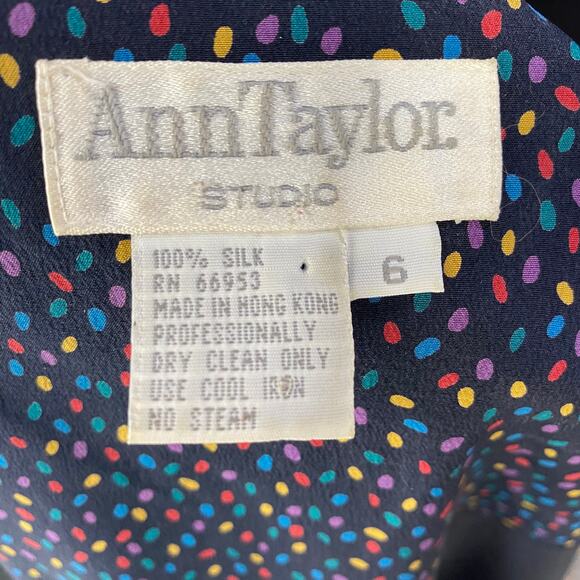 AnnTaylor.
STUDIO
6
100% SILK
RN 66953
MADE IN HONG KONG
PROFESSIONALLY
DRY CLEAN ONLY
USE COOL IRON
NO STEAM